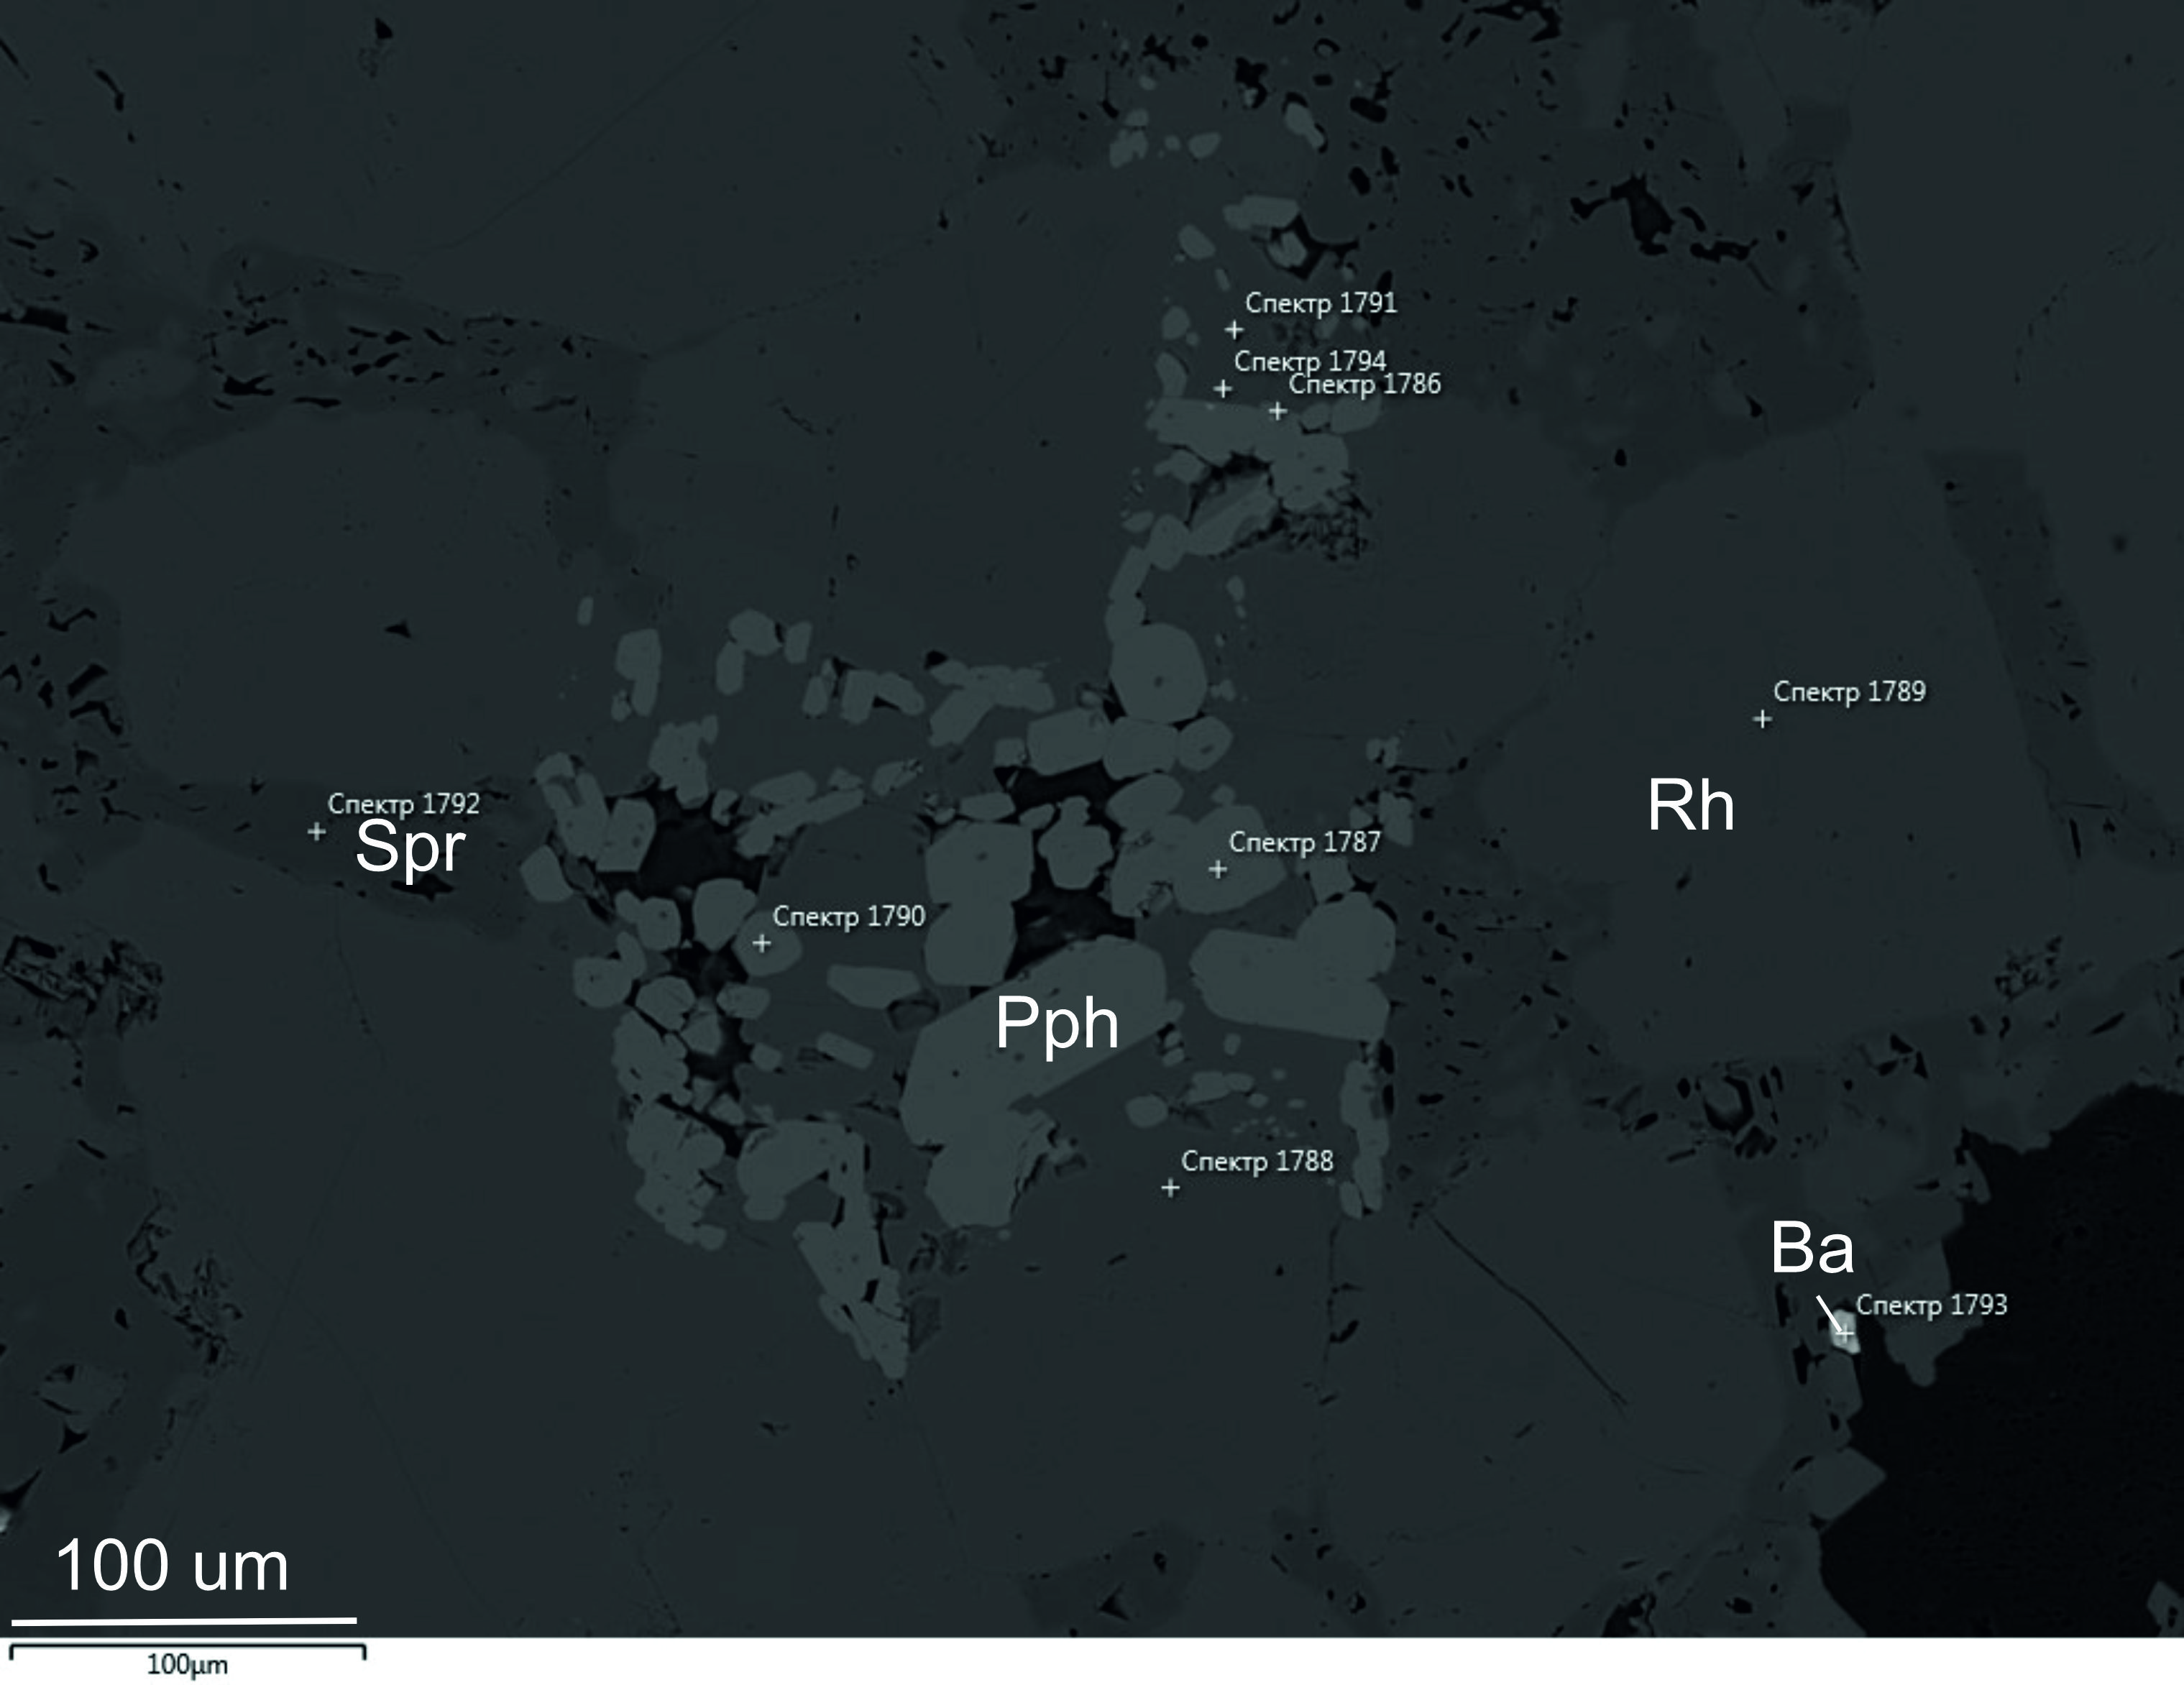 Спектр 1791
Спектр 1794
Спектр 1786
Спектр 1789
Rh
Спектр 1792
Spr
Спектр 1787
Спектр 1790
Pph
Спектр 1788
Ba
Спектр 1793
100 um
100µm